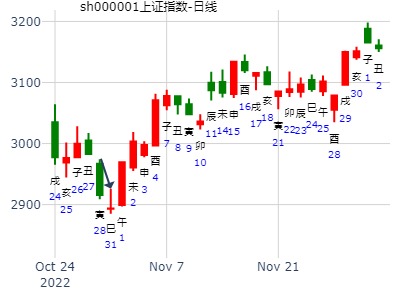 sh000001上证指数-日线
3200
3100
3000
2900
戌
24
亥
25
子
26
丑
27
寅
28
巳
31
午
1
未
2
申
3
酉
4
子
7
丑
8
寅
9
卯
10
辰
11
未
14
申
15
酉
16
戌
17
亥
18
寅
21
卯
22
辰
23
巳
24
午
25
酉
28
戌
29
亥
30
子
1
丑
2
Oct 24
2022
Nov 7
Nov 21